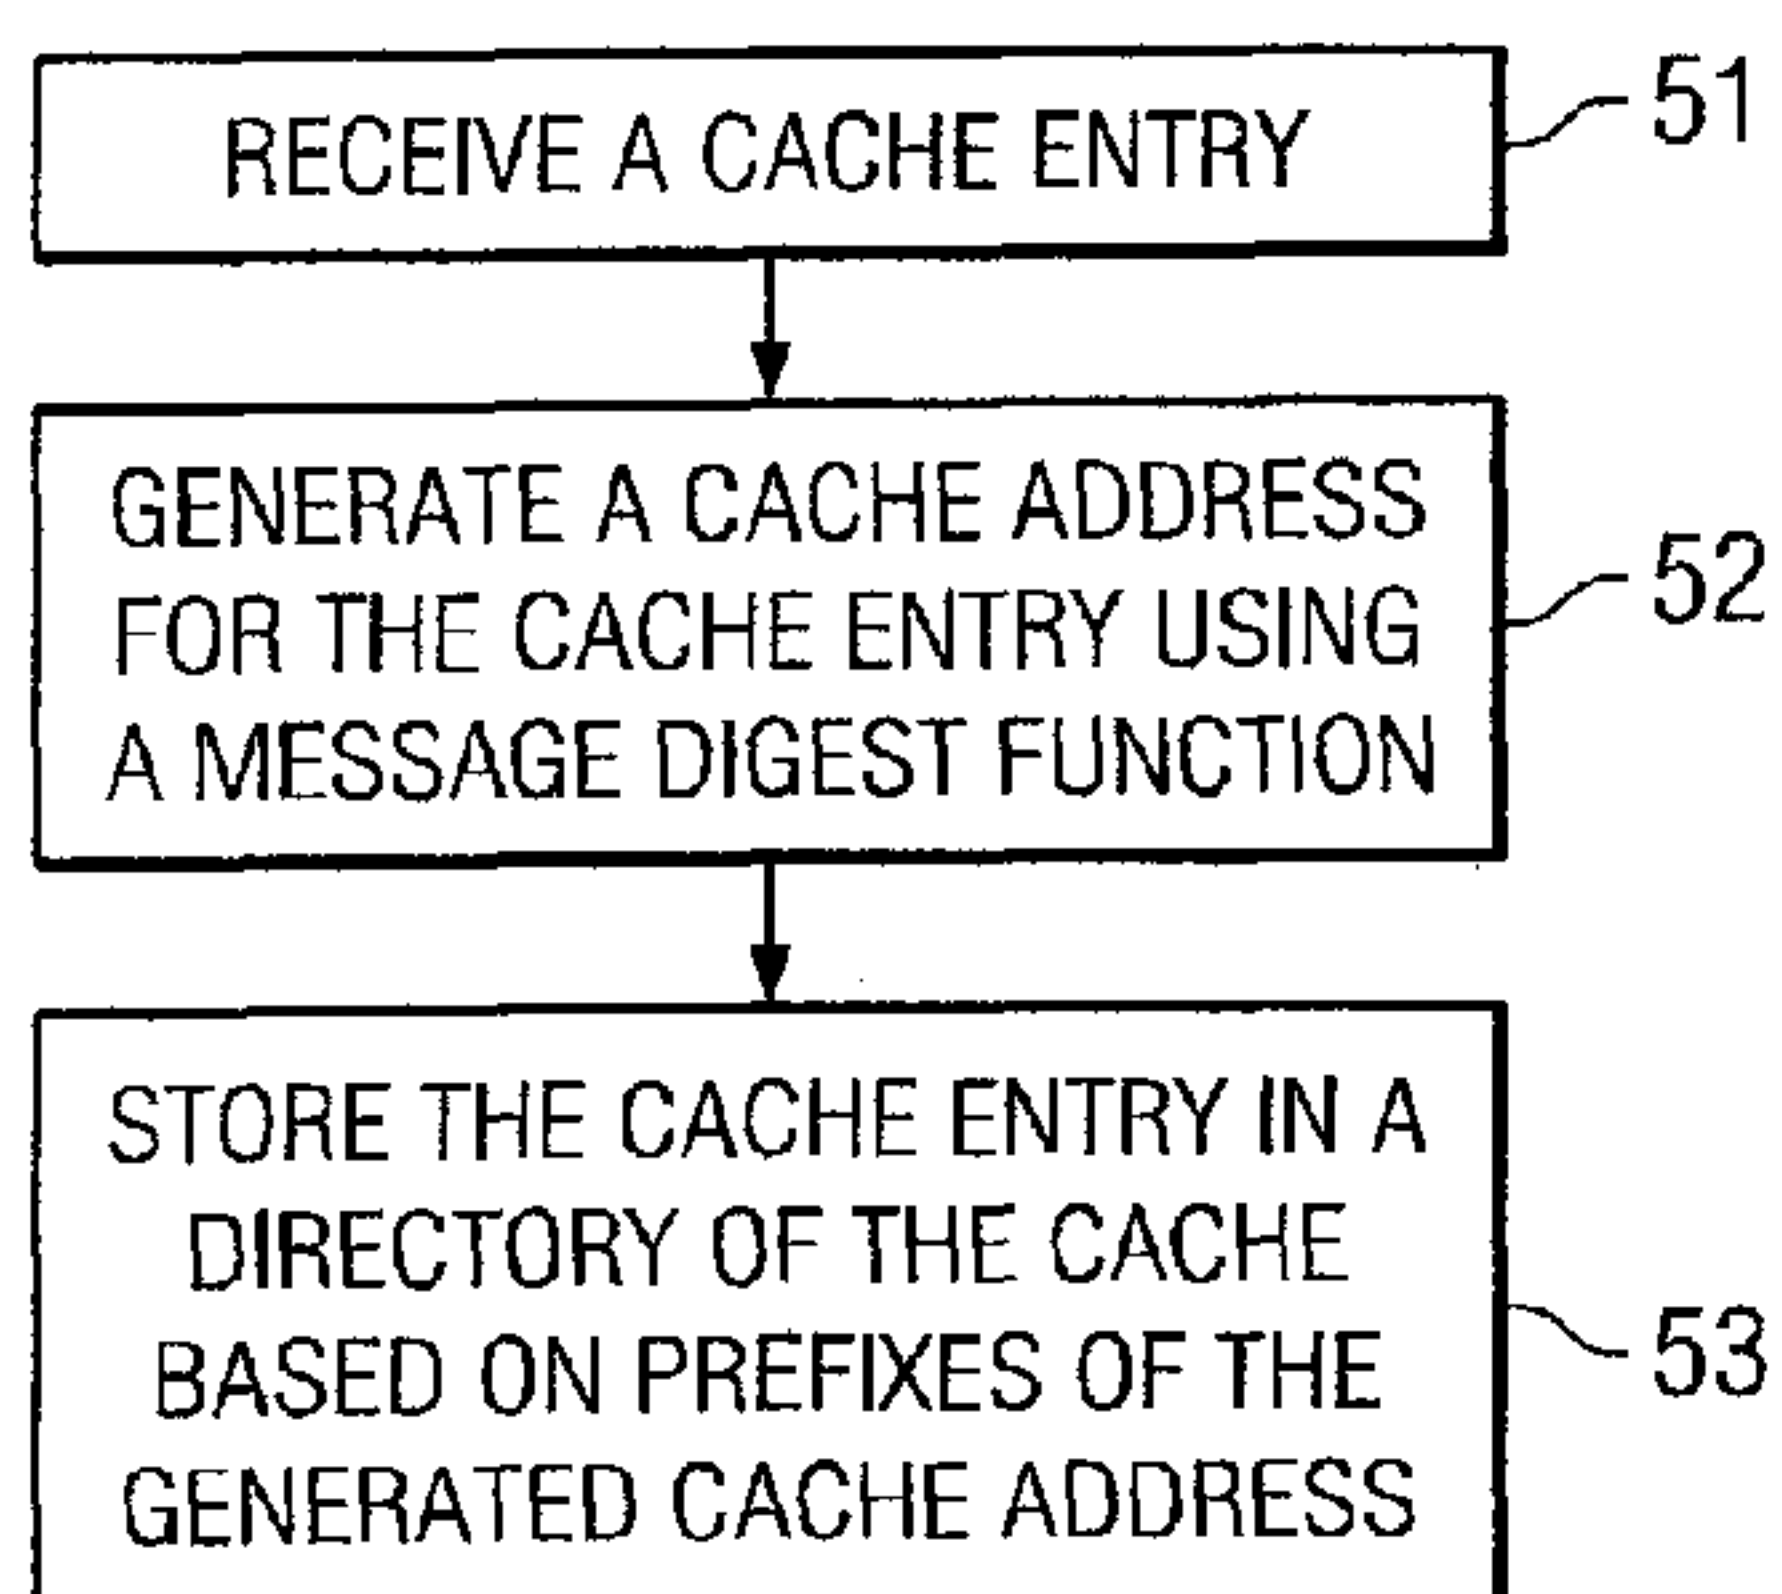 RECEIVE A CACHE ENTRY
51
GENERATE A CACHE ADDRESS
FOR THE CACHE ENTRY USING
A MESSAGE DIGEST FUNCTION
52
STORE THE CACHE ENTRY IN A
DIRECTORY OF THE CACHE
BASED ON PREFIXES OF THE
GENERATED CACHE ADDRESS
53